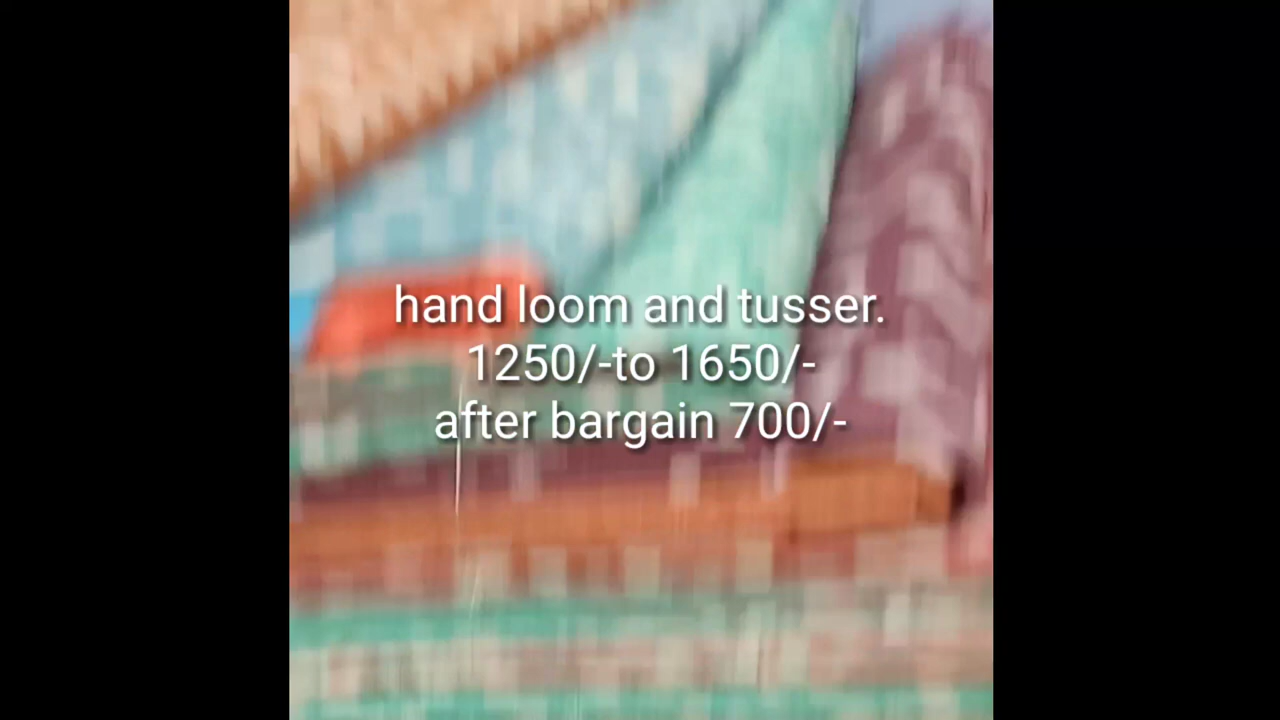 hand loom and tusser.
1250/-to 1650/-
after bargain 700/-